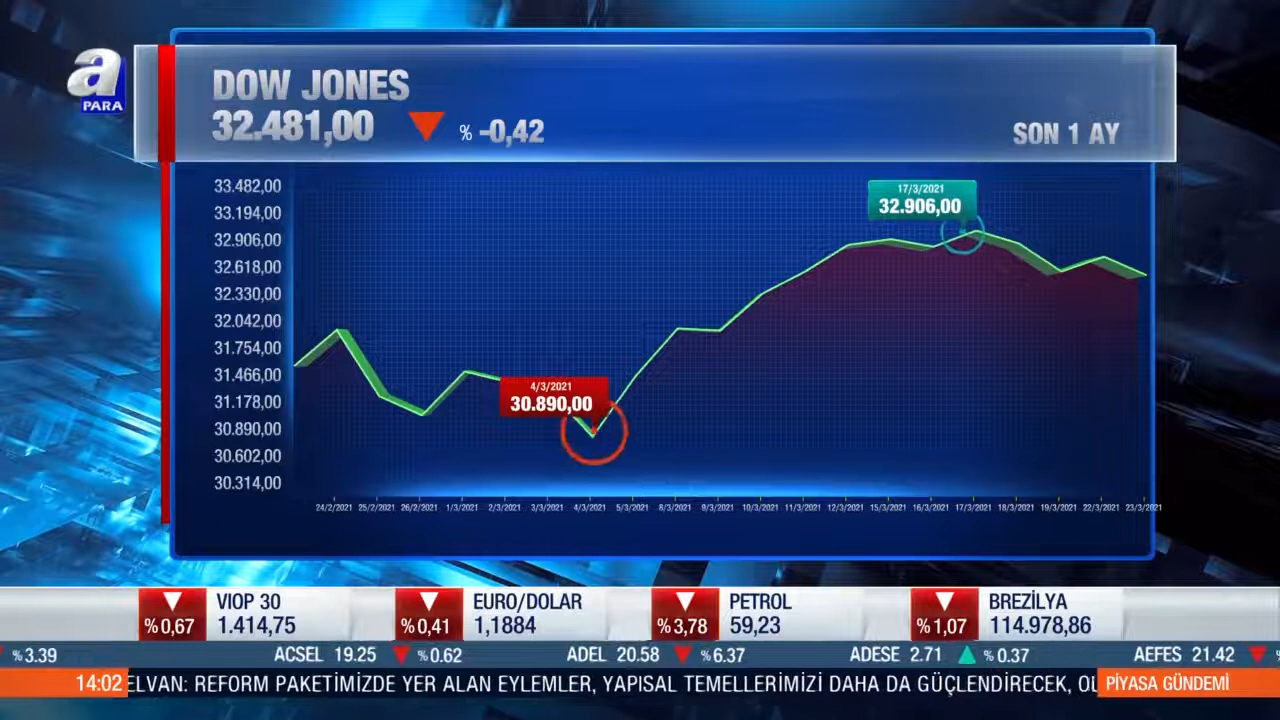 a
PARA
DOW JONES
32.481,00 % -0,42
SON 1 AY
33.482,00
33.194,00
32.906,00
32.618,00
32.330,00
32.042,00
31.754,00
31.466,00
31.178,00
30.890,00
30.602,00
30.314,00
17/3/2021
32.906,00
4/3/2021
30.890,00
24/2/2021 25/2/2021 26/2/2021 1/3/2021 2/3/2021 3/3/2021 4/3/2021 5/3/2021 8/3/2021 9/3/2021 10/3/2021 11/3/2021 12/3/2021 15/3/2021 16/3/2021 17/3/2021 18/3/2021 19/3/2021 22/3/2021 23/3/2021
% 0,67 VIOP 30 1.414,75
% 0,41 EURO/DOLAR 1,1884
% 3,78 PETROL 59,23
% 1,07 BREZİLYA 114.978,86
%3.39 ACSEL 19.25 %0.62 ADEL 20.58 %6.37 ADESE 2.71 %0.37 AEFES 21.42
14:02 ELVAN: REFORM PAKETİMİZDE YER ALAN EYLEMLER, YAPISAL TEMELLERİMİZİ DAHA DA GÜÇLENDİRECEK, PİYASA GÜNDEMİ